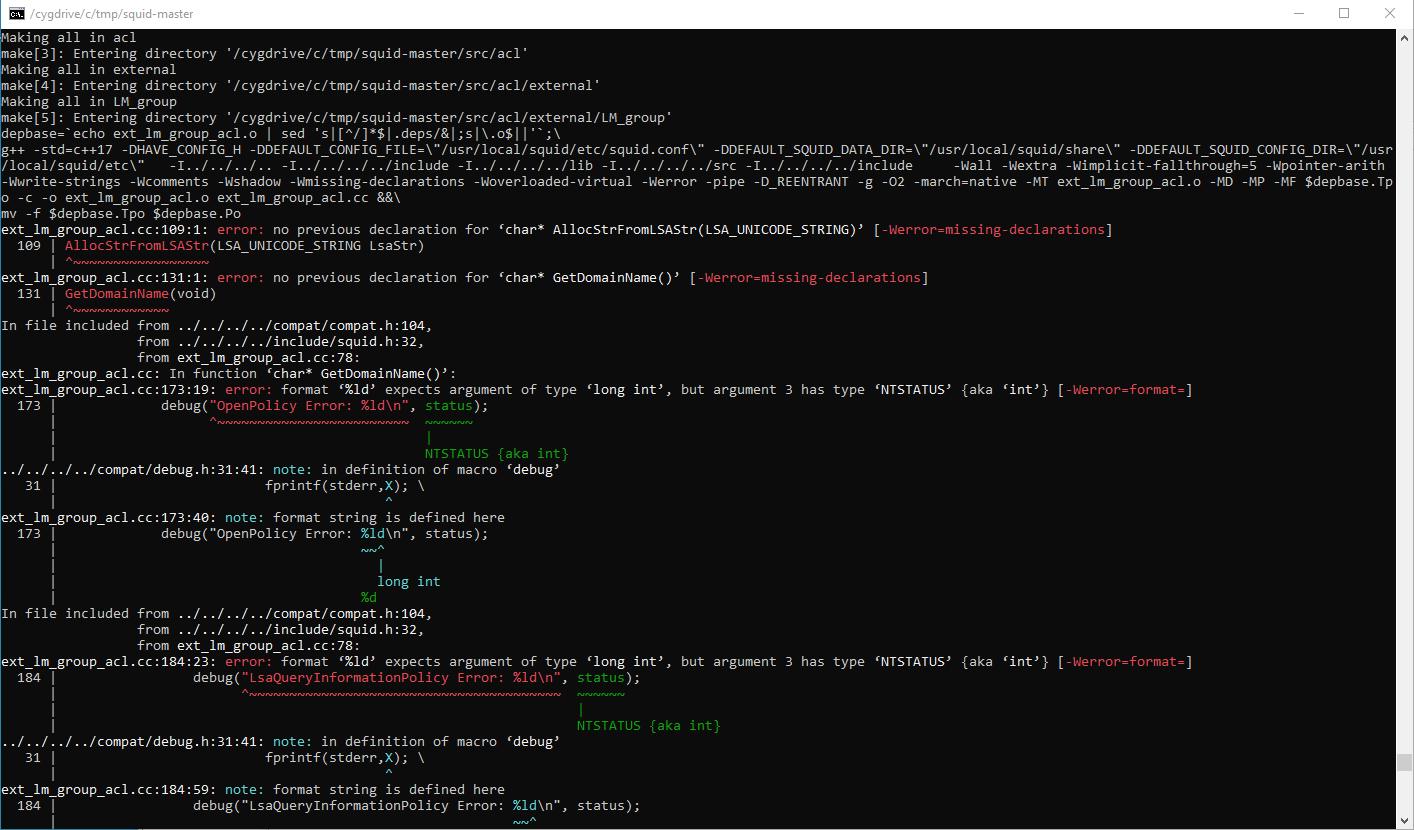 /cygdrive/c/tmp/squid-master
Making all in acl
make[3]: Entering directory '/cygdrive/c/tmp/squid-master/src/acl'
Making all in external
make[4]: Entering directory '/cygdrive/c/tmp/squid-master/src/acl/external'
Making all in LM_group
make[5]: Entering directory '/cygdrive/c/tmp/squid-master/src/acl/external/LM_group'
depbase=`echo ext_lm_group_acl.o | sed 's|[^/]*$|.deps/&|;s|\.o$||'`;\
g++ -std=c++17 -DHAVE_CONFIG_H -DDEFAULT_CONFIG_FILE=\"/usr/local/squid/etc/squid.conf\" -DDEFAULT_SQUID_DATA_DIR=\"/usr/local/squid/share\" -DDEFAULT_SQUID_CONFIG_DIR=\"/usr
/local/squid/etc\"   -I../../../.. -I../../../../include -I../../../../lib -I../../../../src -I../../../../include     -Wall -Wextra -Wimplicit-fallthrough=5 -Wpointer-arith
-Wwrite-strings -Wcomments -Wshadow -Wmissing-declarations -Woverloaded-virtual -Werror -pipe -D_REENTRANT -g -O2 -march=native -MT ext_lm_group_acl.o -MD -MP -MF $depbase.Tp
o -c -o ext_lm_group_acl.o ext_lm_group_acl.cc &&\
mv -f $depbase.Tpo $depbase.Po
ext_lm_group_acl.cc:109:1: error: no previous declaration for ‘char* AllocStrFromLSAStr(LSA_UNICODE_STRING)’ [-Werror=missing-declarations]
  109 | AllocStrFromLSAStr(LSA_UNICODE_STRING LsaStr)
      | ^~~~~~~~~~~~~~~~~~
ext_lm_group_acl.cc:131:1: error: no previous declaration for ‘char* GetDomainName()’ [-Werror=missing-declarations]
  131 | GetDomainName(void)
      | ^~~~~~~~~~~~~
In file included from ../../../../compat/compat.h:104,
                 from ../../../../include/squid.h:32,
                 from ext_lm_group_acl.cc:78:
ext_lm_group_acl.cc: In function ‘char* GetDomainName()’:
ext_lm_group_acl.cc:173:19: error: format ‘%ld’ expects argument of type ‘long int’, but argument 3 has type ‘NTSTATUS’ {aka ‘int’} [-Werror=format=]
  173 |             debug("OpenPolicy Error: %ld\n", status);
      |                   ^~~~~~~~~~~~~~~~~~~~~~~~~  ~~~~~~
      |                                              |
      |                                              NTSTATUS {aka int}
../../../../compat/debug.h:31:41: note: in definition of macro ‘debug’
   31 |                          fprintf(stderr,X); \
      |                                         ^
ext_lm_group_acl.cc:173:40: note: format string is defined here
  173 |             debug("OpenPolicy Error: %ld\n", status);
      |                                      ~~^
      |                                        |
      |                                        long int
      |                                      %d
In file included from ../../../../compat/compat.h:104,
                 from ../../../../include/squid.h:32,
                 from ext_lm_group_acl.cc:78:
ext_lm_group_acl.cc:184:23: error: format ‘%ld’ expects argument of type ‘long int’, but argument 3 has type ‘NTSTATUS’ {aka ‘int’} [-Werror=format=]
  184 |                 debug("LsaQueryInformationPolicy Error: %ld\n", status);
      |                       ^~~~~~~~~~~~~~~~~~~~~~~~~~~~~~~~~~~~~~~~  ~~~~~~
      |                                                                 |
      |                                                                 NTSTATUS {aka int}
../../../../compat/debug.h:31:41: note: in definition of macro ‘debug’
   31 |                          fprintf(stderr,X); \
      |                                         ^
ext_lm_group_acl.cc:184:59: note: format string is defined here
  184 |                 debug("LsaQueryInformationPolicy Error: %ld\n", status);
      |                                                         ~~^